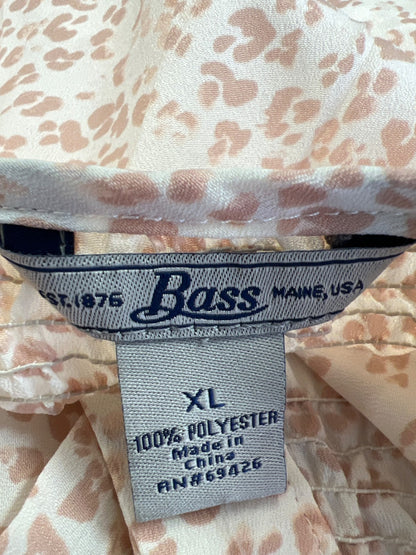 EST. 1876 Bass MAINE, USA
XL
100% POLYESTER
Made in
China
RN#69426